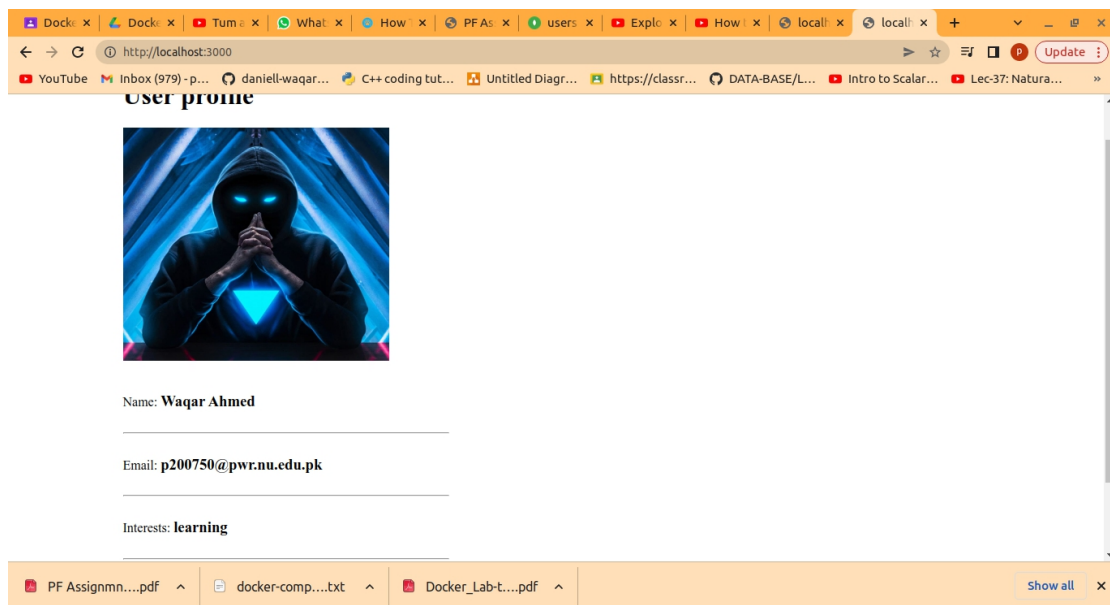 Docke
Docke
Tum a
What
How T
PF As
users
Explo
How t
localh
localh
http://localhost:3000
P
Update
YouTube
Inbox (979) - p...
daniell-waqar...
C++ coding tut...
Untitled Diagr...
https://classr...
DATA-BASE/L...
Intro to Scalar...
Lec-37: Natura...
»
User profile
Name: Waqar Ahmed
Email: p200750@pwr.nu.edu.pk
Interests: learning
PF Assignmn....pdf
docker-comp....txt
Docker_Lab-t....pdf
Show all